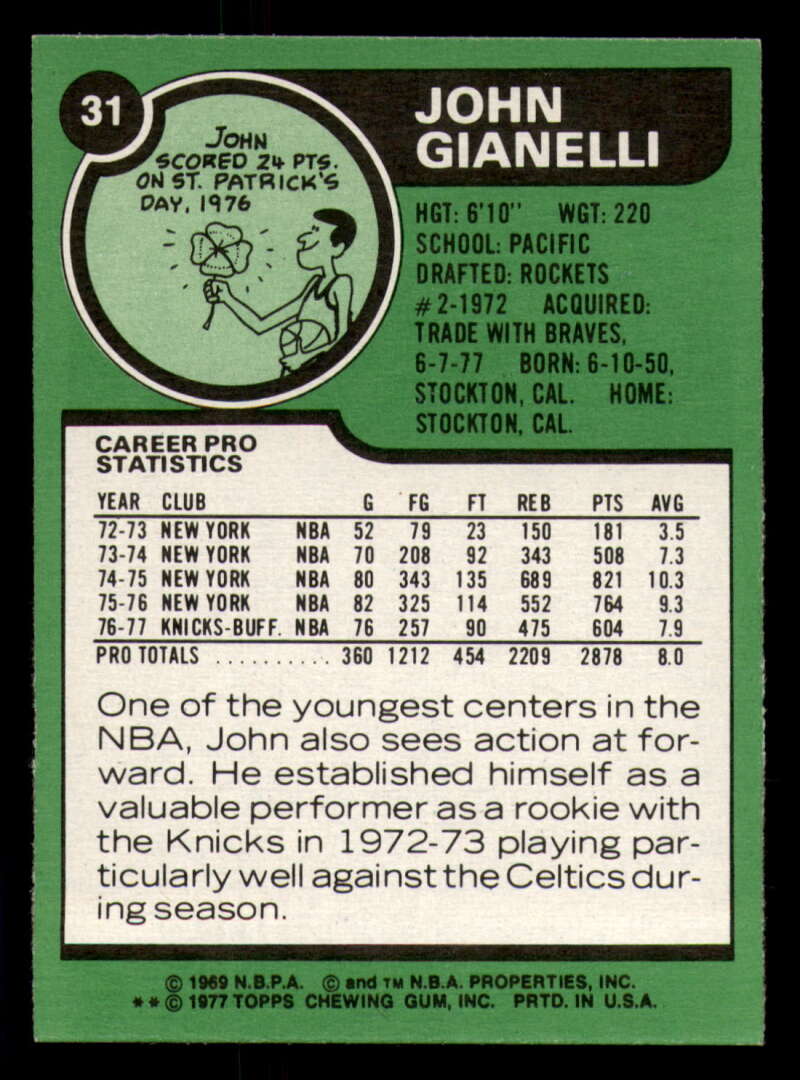 31
JOHN
SCORED 24 PTS.
ON ST. PATRICK'S
DAY, 1976
JOHN
GIANELLI
HGT: 6'10" WGT: 220
SCHOOL: PACIFIC
DRAFTED: ROCKETS
#2-1972 ACQUIRED:
TRADE WITH BRAVES,
6-7-77 BORN: 6-10-50,
STOCKTON, CAL. HOME:
STOCKTON, CAL.
CAREER PRO
STATISTICS
YEAR CLUB G FG FT REB PTS AVG
72-73 NEW YORK NBA 52 79 23 150 181 3.5
73-74 NEW YORK NBA 70 208 92 343 508 7.3
74-75 NEW YORK NBA 80 343 135 689 821 10.3
75-76 NEW YORK NBA 82 325 114 552 764 9.3
76-77 KNICKS-BUFF. NBA 76 257 90 475 604 7.9
PRO TOTALS .......... 360 1212 454 2209 2878 8.0
One of the youngest centers in the
NBA, John also sees action at for-
ward. He established himself as a
valuable performer as a rookie with
the Knicks in 1972-73 playing par-
ticularly well against the Celtics dur-
ing season.
© 1969 N.B.P.A. © and TM N.B.A. PROPERTIES, INC.
**© 1977 TOPPS CHEWING GUM, INC. PRTD. IN U.S.A.